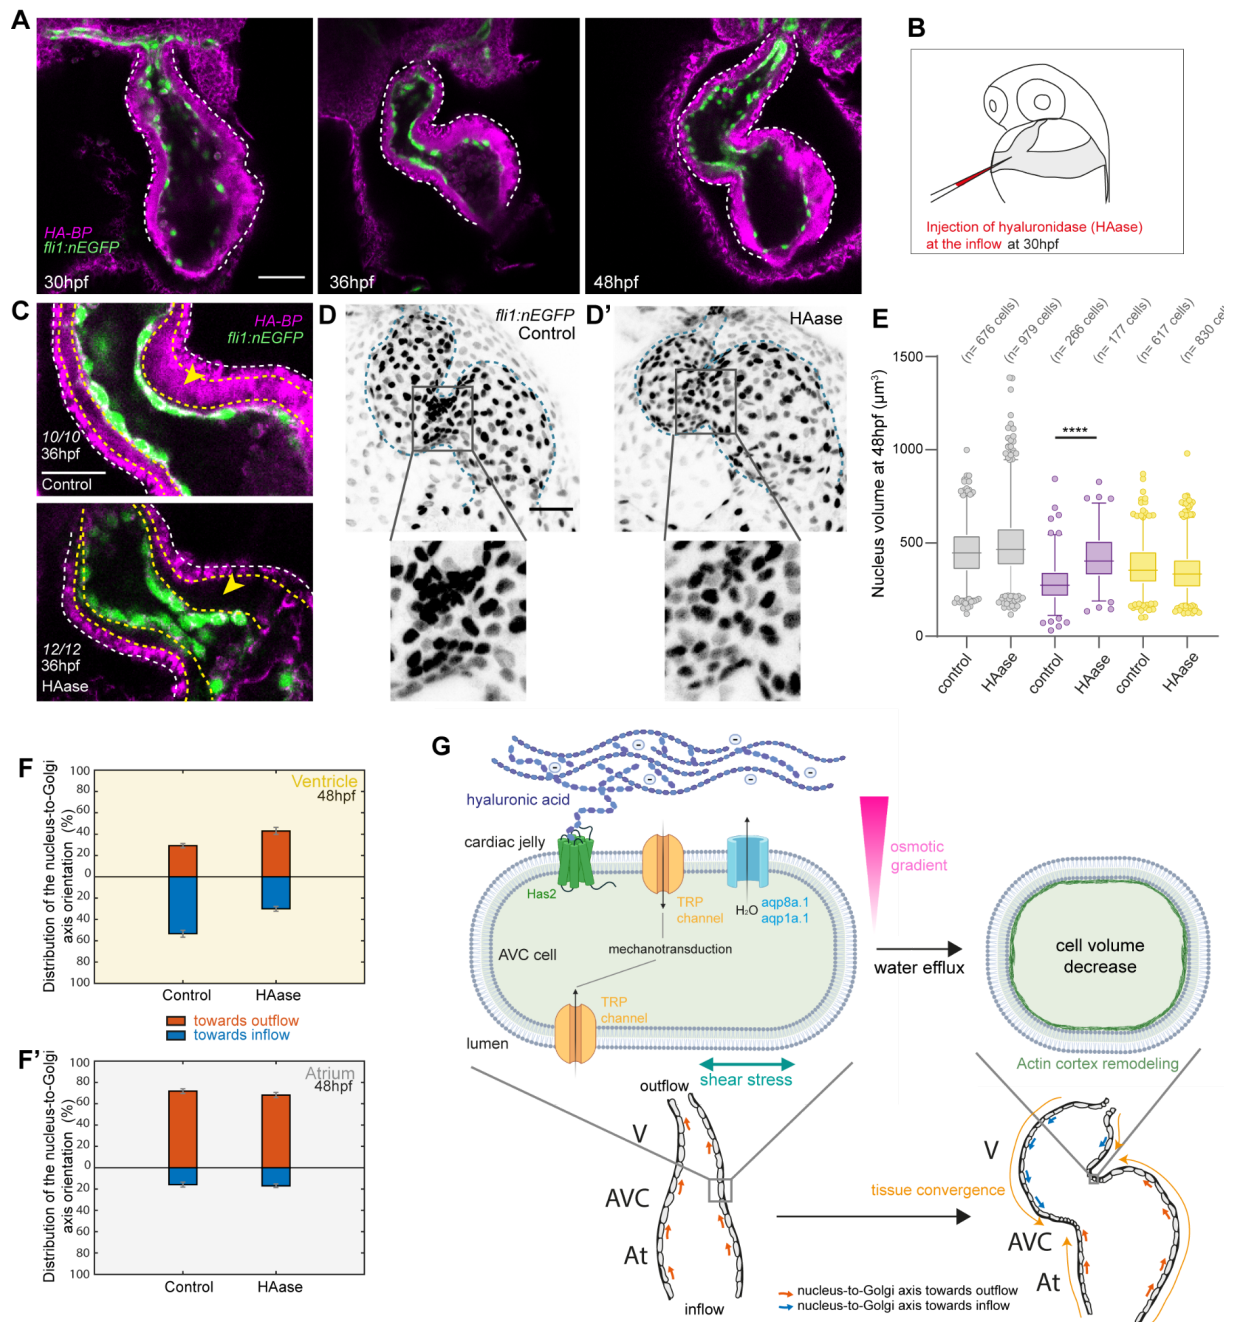 A
HA-BP
fli1:nEGFP
30hpf
36hpf
48hpf
B
Injection of hyaluronidase (HAase)
at the inflow at 30hpf
C
HA-BP
fli1:nEGFP
10/10
36hpf
Control
12/12
36hpf
HAase
D
fli1:nEGFP
Control
D'
HAase
E
(n= 676 cells)
(n= 979 cells)
(n= 266 cells)
(n= 177 cells)
(n= 617 cells)
(n= 830 cel
Nucleus volume at 48hpf (µm³)
1500
1000
500
0
****
control
HAase
control
HAase
control
HAase
F
Distribution of the nucleus-to-Golgi
axis orientation (%)
100
80
60
40
20
0
20
40
60
80
100
Ventricle
48hpf
Control
HAase
towards outflow
towards inflow
F'
Distribution of the nucleus-to-Golgi
axis orientation (%)
100
80
60
40
20
0
20
40
60
80
100
Atrium
48hpf
Control
HAase
G
hyaluronic acid
cardiac jelly
Has2
TRP
channel
H₂O
aqp8a.1
aqp1a.1
osmotic
gradient
AVC cell
mechanotransduction
TRP
channel
lumen
shear stress
water efflux
cell volume
decrease
Actin cortex remodeling
outflow
V
AVC
At
inflow
tissue convergence
V
AVC
At
nucleus-to-Golgi axis towards outflow
nucleus-to-Golgi axis towards inflow